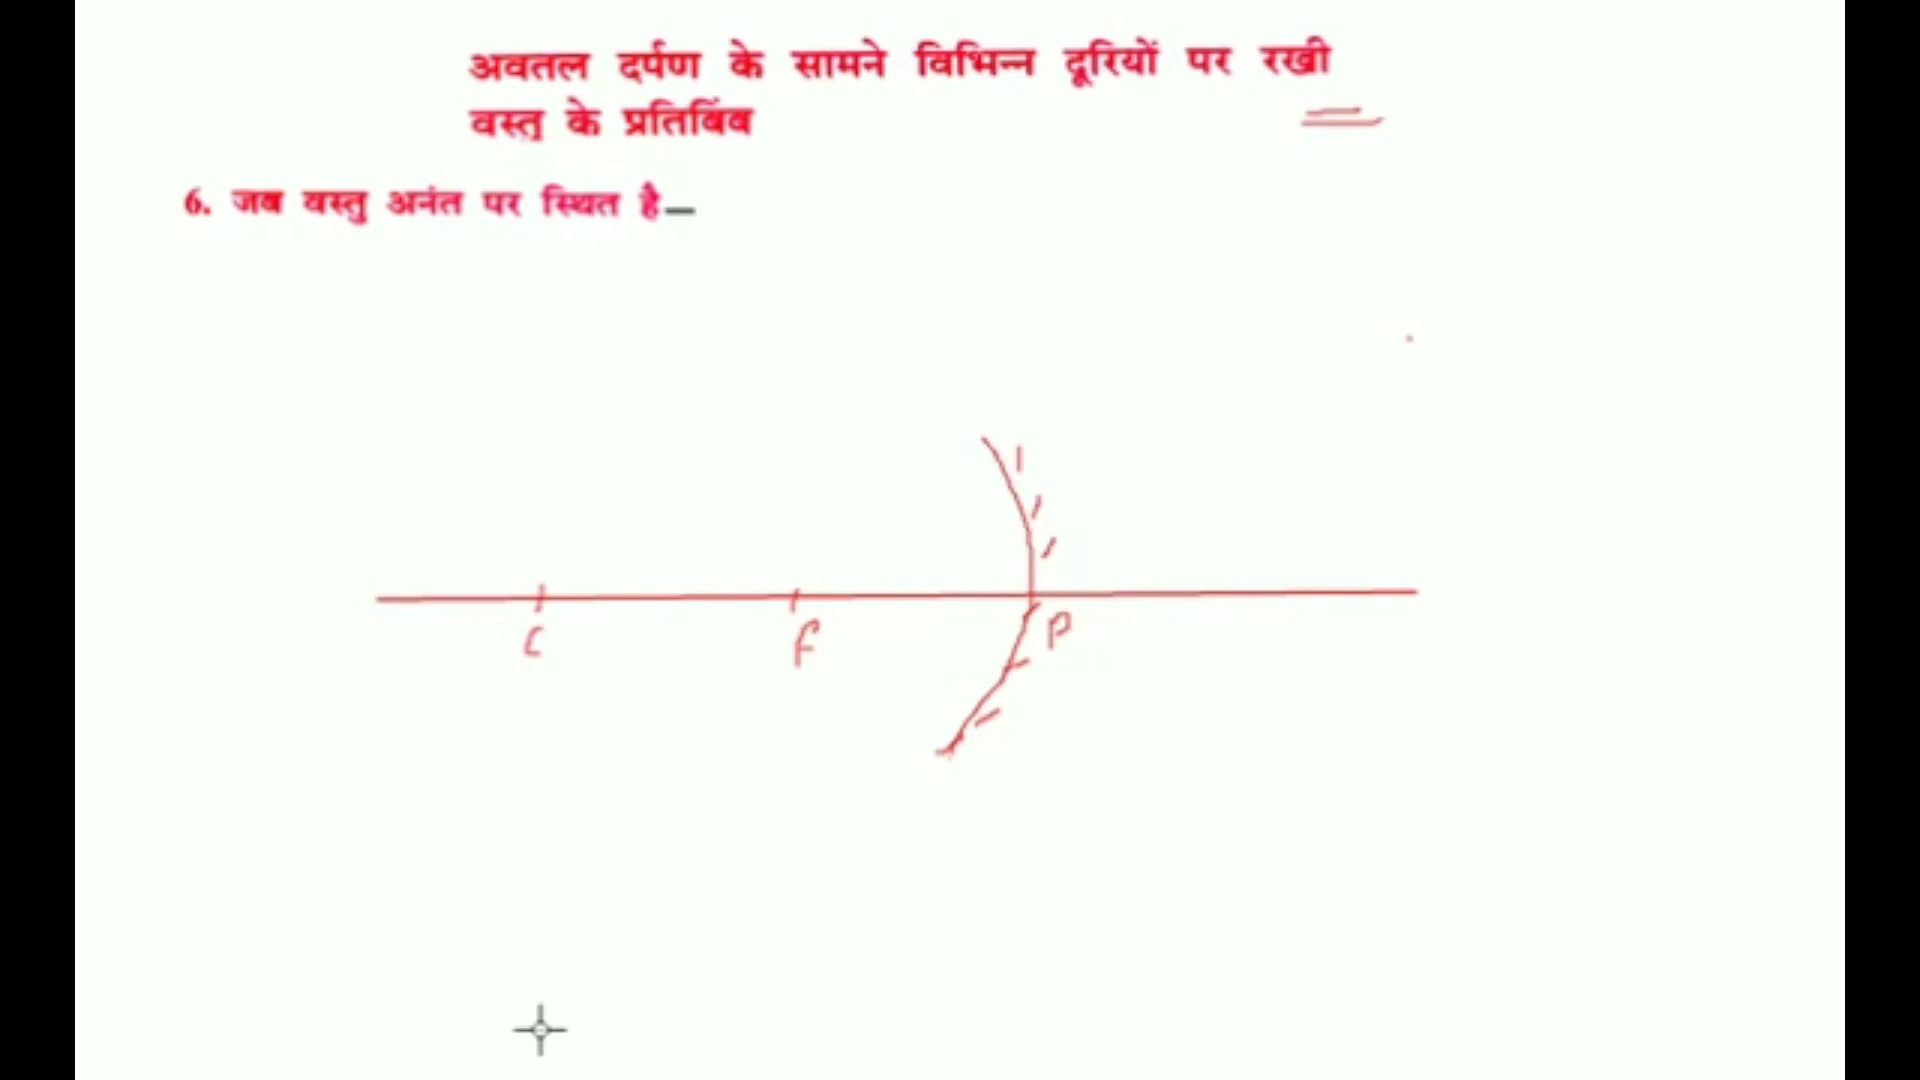 अवतल दर्पण के सामने विभिन्न दूरियों पर रखी
वस्तु के प्रतिबिंब
6. जब वस्तु अनंत पर स्थित है—
C F P